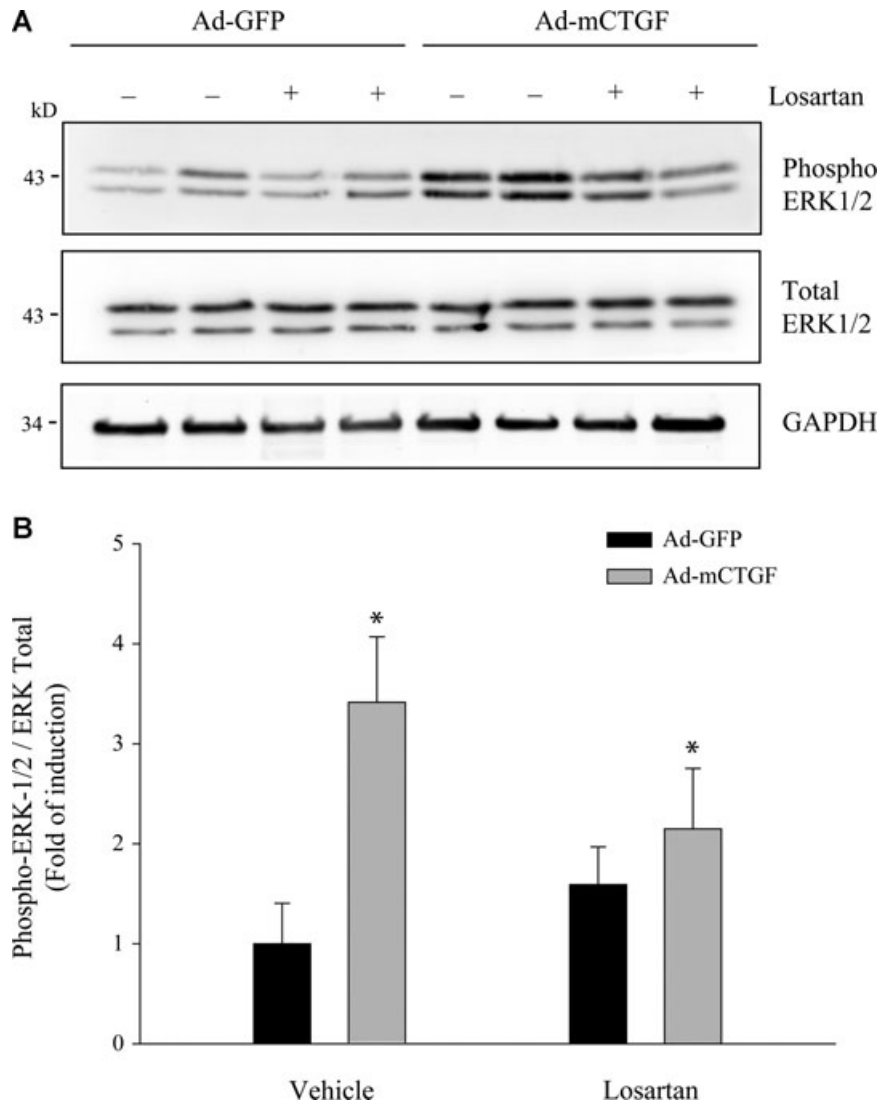 A
Ad-GFP Ad-mCTGF
kD – – + + – – + + Losartan
43 - Phospho
ERK1/2
43 - Total
ERK1/2
34 - GAPDH
B
Phospho-ERK-1/2 / ERK Total
(Fold of induction)
5
4
3
2
1
0
Ad-GFP
Ad-mCTGF
*
*
Vehicle Losartan